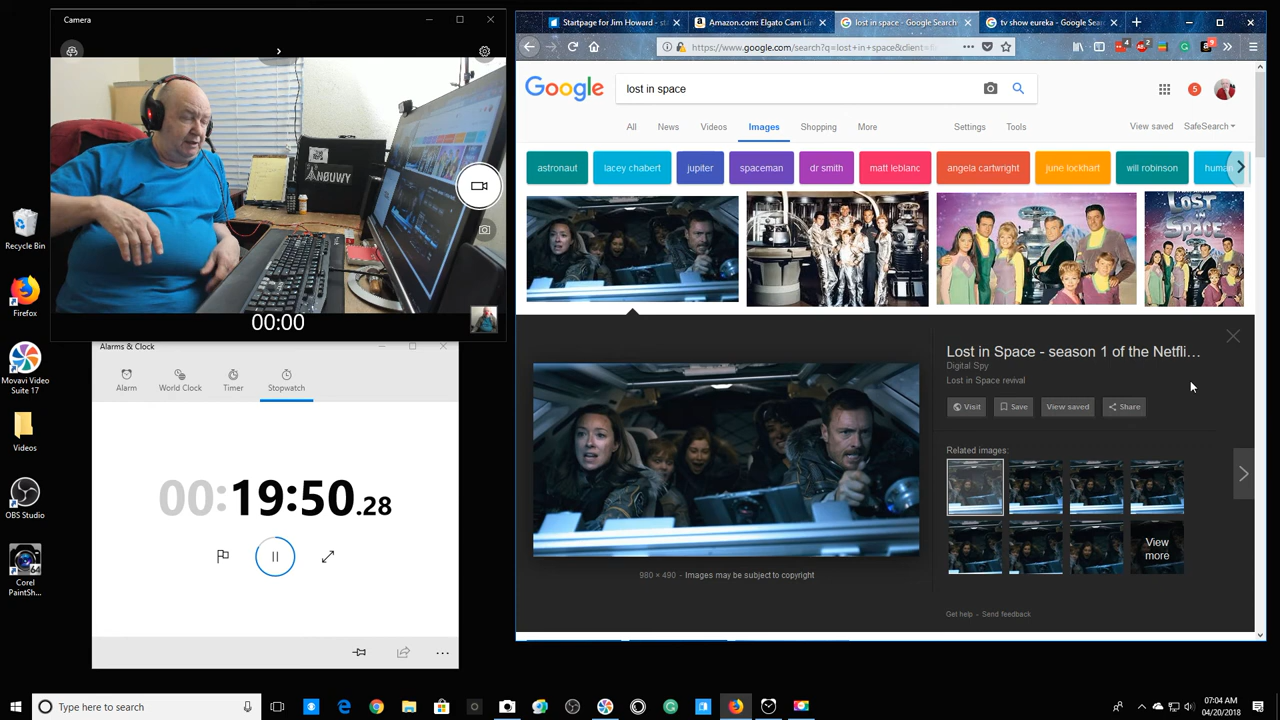 Camera
00:00
ANØUWY
Recycle Bin
Firefox
Movavi Video
Suite 17
Videos
OBS Studio
Corel
PaintSh...
Alarms & Clock
Alarm
World Clock
Timer
Stopwatch
00:19:50.28
Startpage for Jim Howard - st
Amazon.com: Elgato Cam Lin
lost in space - Google Search
tv show eureka - Google Sear
https://www.google.com/search?q=lost+in+space&client=
4
2
9
Google
lost in space
5
All
News
Videos
Images
Shopping
More
Settings
Tools
View saved
SafeSearch
astronaut
lacey chabert
jupiter
spaceman
dr smith
matt leblanc
angela cartwright
june lockhart
will robinson
human
LOST
IN
SPACE
Lost in Space - season 1 of the Netfli...
Digital Spy
Lost in Space revival
Visit
Save
View saved
Share
Related images:
View
more
980 × 490 - Images may be subject to copyright
Get help - Send feedback
Type here to search
07:04 AM
04/20/2018